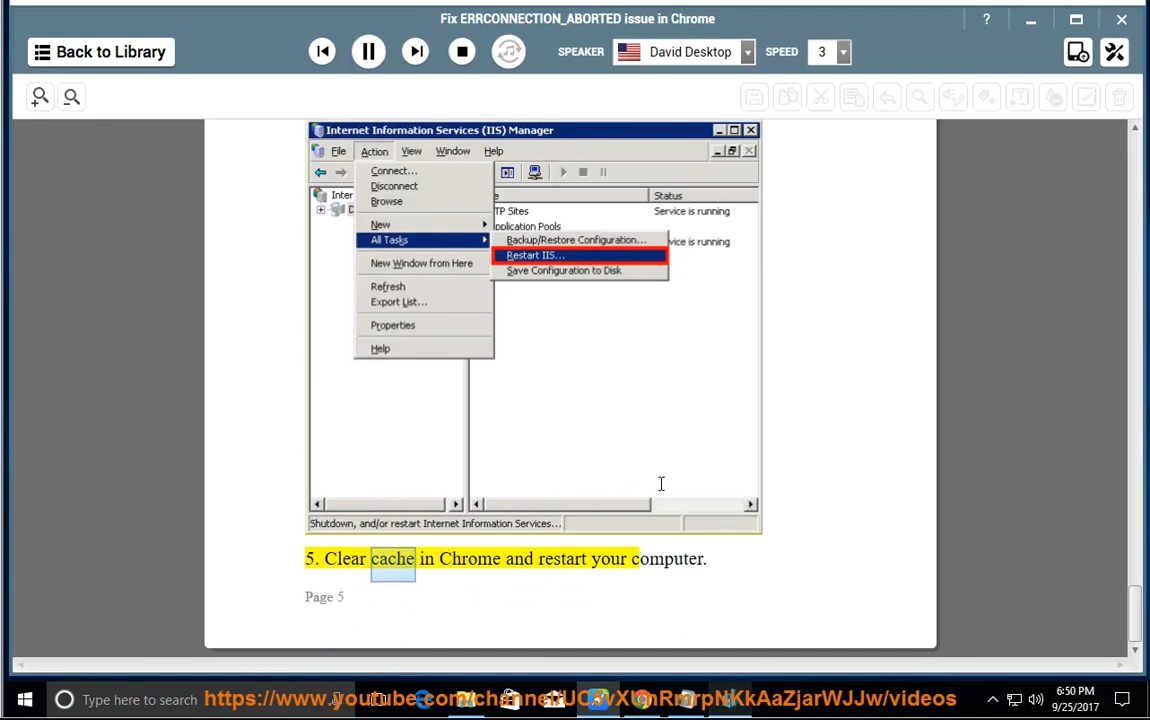 Fix ERRCONNECTION_ABORTED issue in Chrome
?
Back to Library
SPEAKER
David Desktop
SPEED
3
Internet Information Services (IIS) Manager
File Action View Window Help
Connect...
Disconnect
Browse
New
All Tasks
New Window from Here
Refresh
Export List...
Properties
Help
Inter
Status
TP Sites
Service is running
pplication Pools
Backup/Restore Configuration...
vice is running
Restart IIS...
Save Configuration to Disk
Shutdown, and/or restart Internet Information Services...
5. Clear cache in Chrome and restart your computer.
Page 5
Type here to search
6:50 PM
9/25/2017